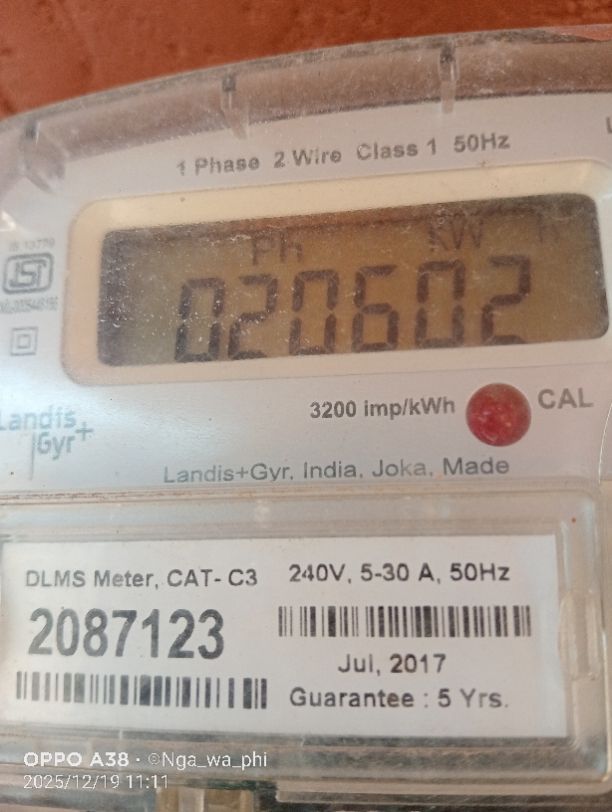 1 Phase 2 Wire Class 1 50Hz
IS 13779
Ph kW h
020602
3200 imp/kWh CAL
Landis
Gyr+
Landis+Gyr, India, Joka, Made
DLMS Meter, CAT- C3
2087123
240V, 5-30 A, 50Hz
Jul, 2017
Guarantee : 5 Yrs.
OPPO A38 · ©Nga_wa_phi
2025/12/19 11:11